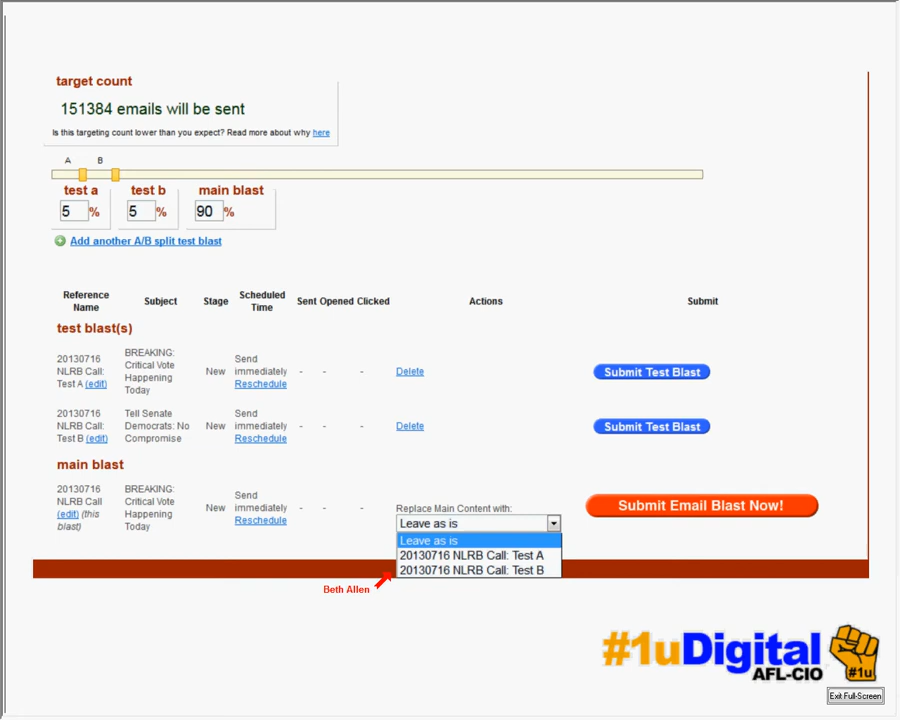 target count
151384 emails will be sent
Is this targeting count lower than you expect? Read more about why here
A B
test a test b main blast
5 % 5 % 90 %
Add another A/B split test blast
Reference Name Subject Stage Scheduled Time Sent Opened Clicked Actions Submit
test blast(s)
20130716 NLRB Call: Test A (edit) BREAKING: Critical Vote Happening Today New Send immediately Reschedule - - - Delete Submit Test Blast
20130716 NLRB Call: Test B (edit) Tell Senate Democrats: No Compromise New Send immediately Reschedule - - - Delete Submit Test Blast
main blast
20130716 NLRB Call (edit) (this blast) BREAKING: Critical Vote Happening Today New Send immediately Reschedule - - - Replace Main Content with: Submit Email Blast Now!
Leave as is
Leave as is
20130716 NLRB Call: Test A
20130716 NLRB Call: Test B
Beth Allen
#1uDigital
AFL-CIO
#1u
Exit Full-Screen